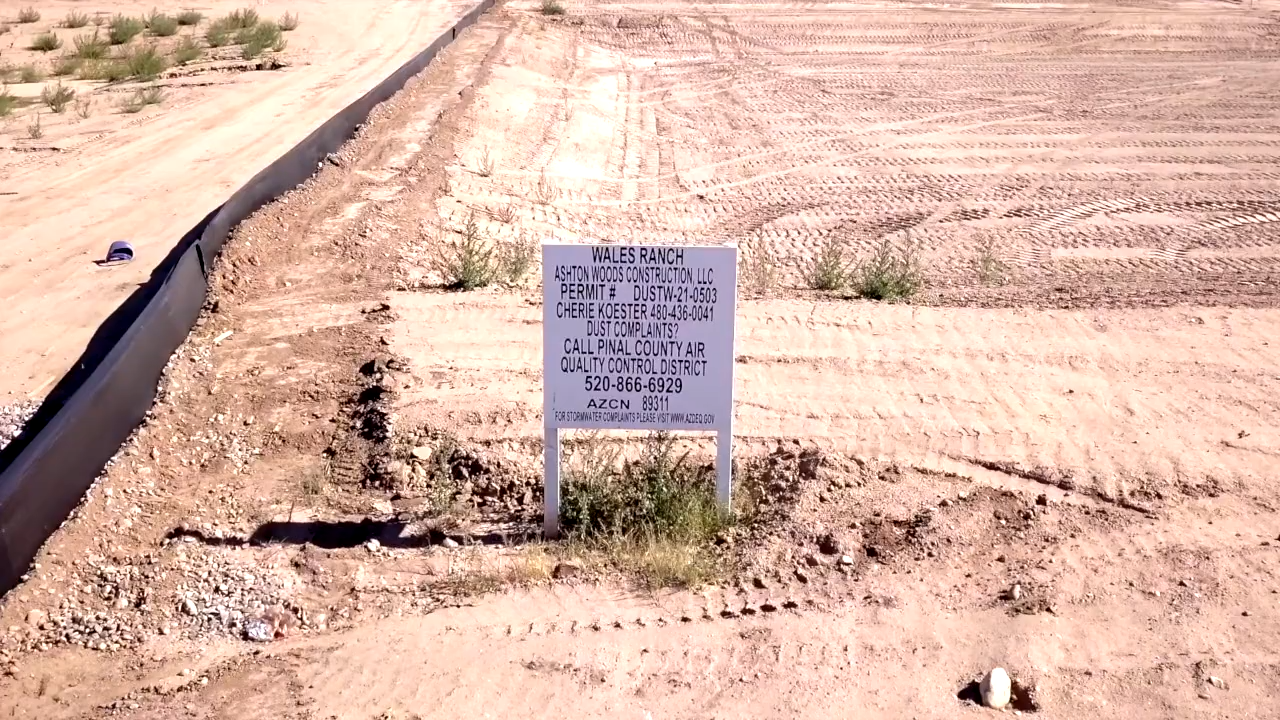 WALES RANCH
ASHTON WOODS CONSTRUCTION, LLC
PERMIT # DUSTW-21-0503
CHERIE KOESTER 480-436-0041
DUST COMPLAINTS?
CALL PINAL COUNTY AIR
QUALITY CONTROL DISTRICT
520-866-6929
AZCN 89311
FOR STORMWATER COMPLAINTS PLEASE VISIT WWW.AZDEQ.GOV